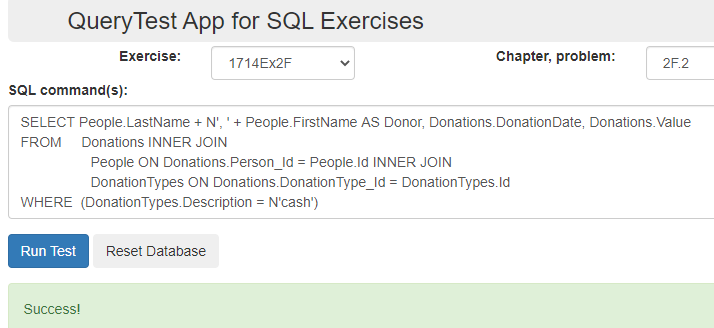 QueryTest App for SQL Exercises
Exercise: 1714Ex2F Chapter, problem: 2F.2
SQL command(s):
SELECT People.LastName + N', ' + People.FirstName AS Donor, Donations.DonationDate, Donations.Value
FROM Donations INNER JOIN
People ON Donations.Person_Id = People.Id INNER JOIN
DonationTypes ON Donations.DonationType_Id = DonationTypes.Id
WHERE (DonationTypes.Description = N'cash')
Run Test Reset Database
Success!